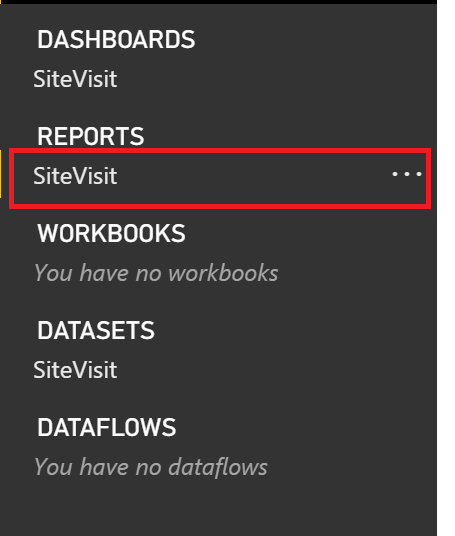 DASHBOARDS
SiteVisit
REPORTS
SiteVisit ...
WORKBOOKS
You have no workbooks
DATASETS
SiteVisit
DATAFLOWS
You have no dataflows